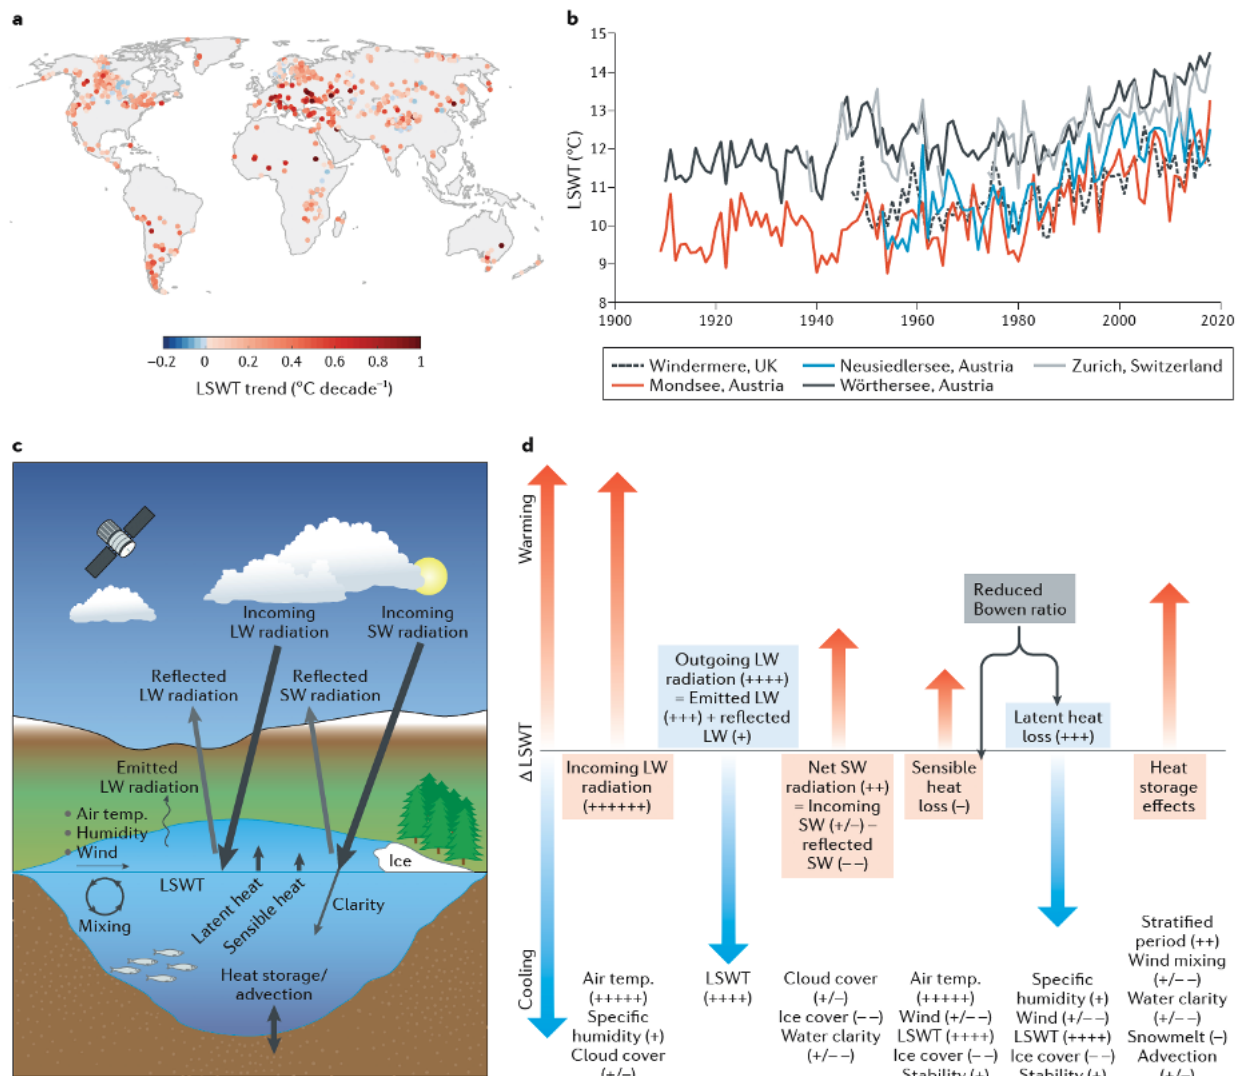 a
−0.2 0 0.2 0.4 0.6 0.8 1
LSWT trend (°C decade⁻¹)
b
15
14
13
12
11
10
9
8
LSWT (°C)
1900 1920 1940 1960 1980 2000 2020
Windermere, UK
Neusiedlersee, Austria
Zurich, Switzerland
Mondsee, Austria
Wörthersee, Austria
c
Incoming
LW radiation
Incoming
SW radiation
Reflected
LW radiation
Reflected
SW radiation
Emitted
LW radiation
• Air temp.
• Humidity
• Wind
LSWT
Ice
Mixing
Latent heat
Sensible heat
Clarity
Heat storage/
advection
d
Warming
Δ LSWT
Cooling
Incoming LW
radiation
(++++++)
Air temp.
(+++++)
Specific
humidity (+)
Cloud cover
(+/−)
Outgoing LW
radiation (++++)
= Emitted LW
(+++) + reflected
LW (+)
LSWT
(++++)
Net SW
radiation (++)
= Incoming
SW (+/−) −
reflected
SW (− −)
Cloud cover
(+/−)
Ice cover (− −)
Water clarity
(+/− −)
Reduced
Bowen ratio
Sensible
heat
loss (−)
Air temp.
(+++++)
Wind (+/− −)
LSWT (++++)
Ice cover (− −)
Stability (+)
Latent heat
loss (+++)
Specific
humidity (+)
Wind (+/− −)
LSWT (++++)
Ice cover (− −)
Stability (+)
Heat
storage
effects
Stratified
period (++)
Wind mixing
(+/− −)
Water clarity
(+/− −)
Snowmelt (−)
Advection
(+/−)